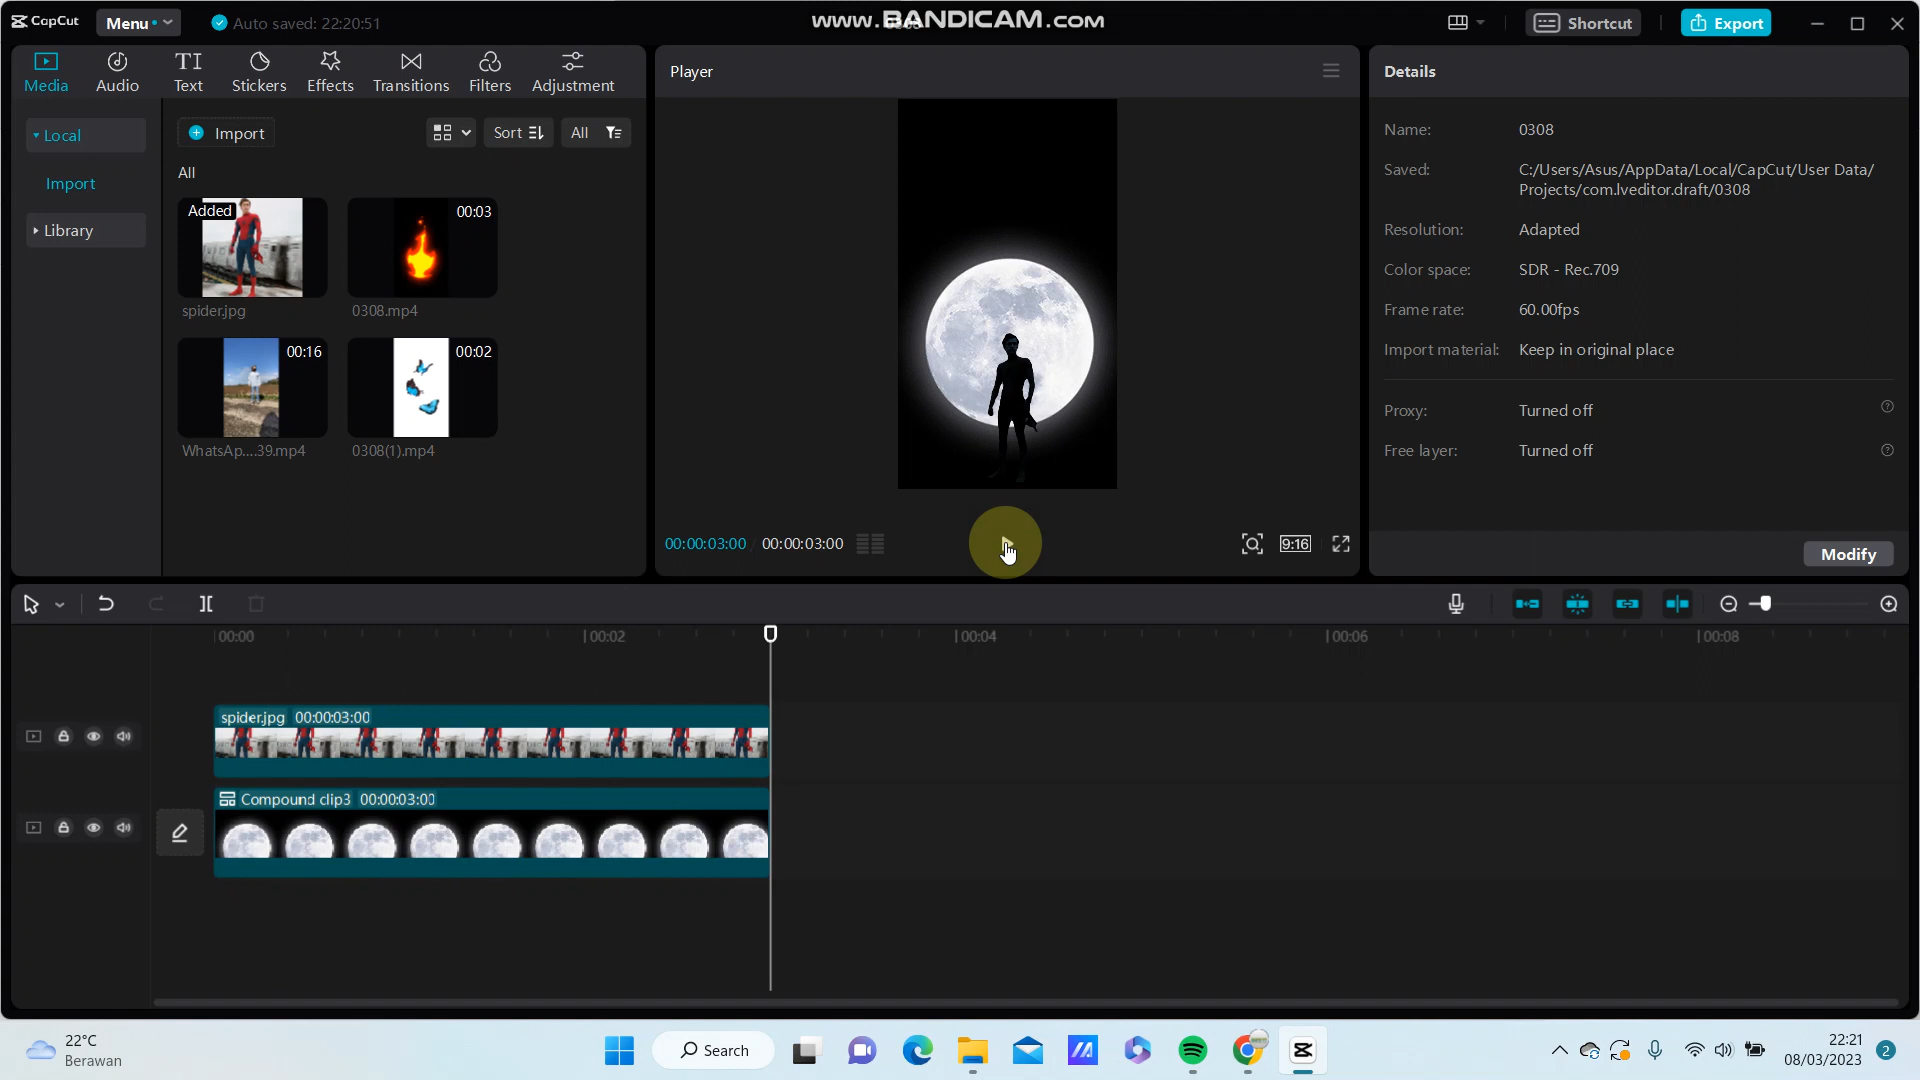 CapCut
Menu
Auto saved: 22:20:51
www.BANDICAM.com
Shortcut
Export
Media
Audio
Text
Stickers
Effects
Transitions
Filters
Adjustment
Local
Import
Library
Import
Sort
All
All
Added
spider.jpg
00:03
0308.mp4
00:16
WhatsAp....39.mp4
00:02
0308(1).mp4
Player
00:00:03:00
00:00:03:00
9:16
Details
Name: 0308
Saved: C:/Users/Asus/AppData/Local/CapCut/User Data/
Projects/com.lveditor.draft/0308
Resolution: Adapted
Color space: SDR - Rec.709
Frame rate: 60.00fps
Import material: Keep in original place
Proxy: Turned off
Free layer: Turned off
Modify
00:00
00:02
00:04
00:06
00:08
spider.jpg 00:00:03:00
Compound clip3 00:00:03:00
22°C
Berawan
Search
22:21
08/03/2023
2